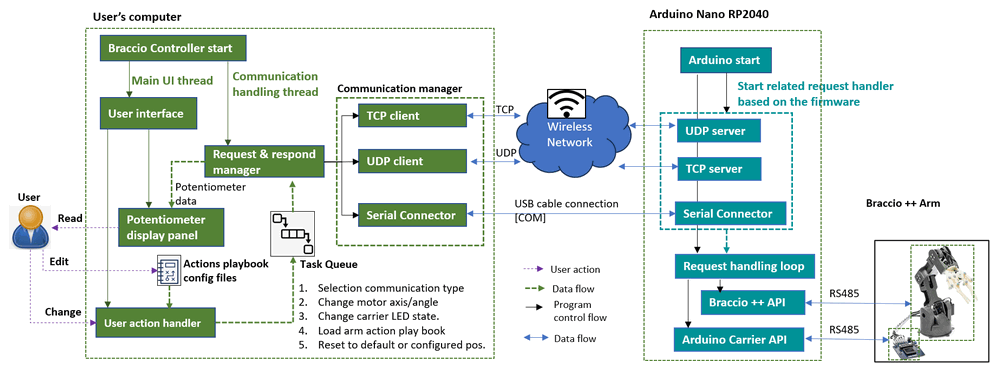 User's computer
Arduino Nano RP2040
Braccio Controller start
Main UI thread
Communication
handling thread
User interface
Communication manager
TCP client
UDP client
Serial Connector
Request & respond
manager
Potentiometer
data
User
Read
Edit
Change
Potentiometer
display panel
Actions playbook
config files
User action handler
Task Queue
1. Selection communication type
2. Change motor axis/angle
3. Change carrier LED state.
4. Load arm action play book
5. Reset to default or configured pos.
TCP
UDP
Wireless
Network
USB cable connection
[COM]
User action
Data flow
Program
control flow
Data flow
Arduino start
Start related request handler
based on the firmware
UDP server
TCP server
Serial Connector
Request handling loop
Braccio ++ API
Arduino Carrier API
RS485
RS485
Braccio ++ Arm